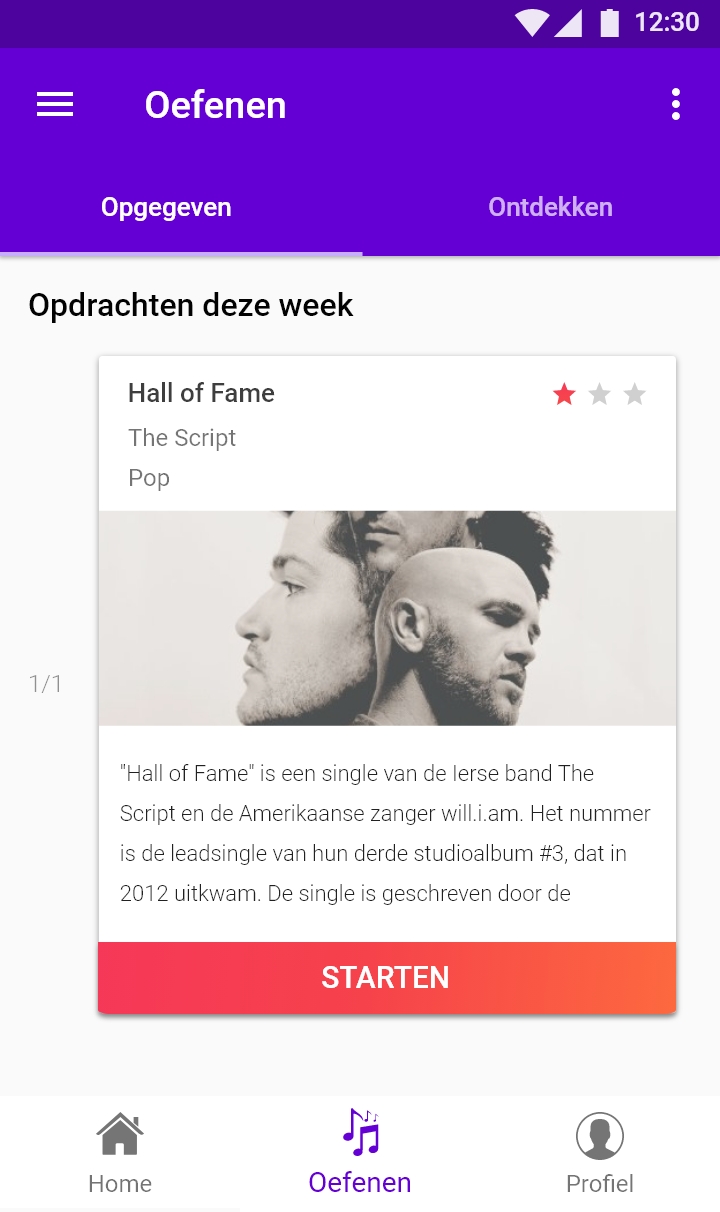 12:30
Oefenen
Opgegeven
Ontdekken
Opdrachten deze week
Hall of Fame
The Script
Pop
1/1
"Hall of Fame" is een single van de Ierse band The
Script en de Amerikaanse zanger will.i.am. Het nummer
is de leadsingle van hun derde studioalbum #3, dat in
2012 uitkwam. De single is geschreven door de
STARTEN
Home
Oefenen
Profiel